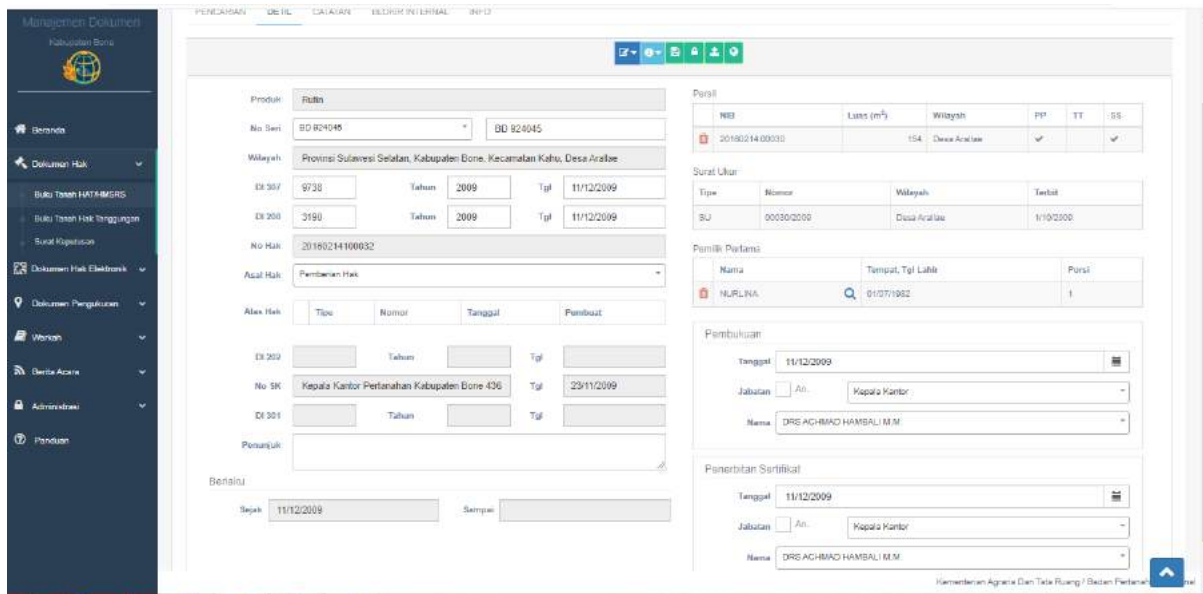 Manajemen Dokumen
Kabupaten Bone
Beranda
Dokumen Hak
Buku Tanah HAT/HMSRS
Buku Tanah Hak Tanggungan
Surat Keputusan
Dokumen Hak Elektronik
Dokumen Pengukuran
Warkah
Berita Acara
Administrasi
Panduan
PENCARIAN DETIL CATATAN BLOKIR INTERNAL INFO
Produk Rutin
No Seri BD 924045 BD 924045
Wilayah Provinsi Sulawesi Selatan, Kabupaten Bone, Kecamatan Kahu, Desa Arallae
DI 307 9738 Tahun 2009 Tgl 11/12/2009
DI 208 3190 Tahun 2009 Tgl 11/12/2009
No Hak 20160214100032
Asal Hak Pemberian Hak
Alas Hak Tipe Nomor Tanggal Pembuat
DI 202 Tahun Tgl
No SK Kepala Kantor Pertanahan Kabupaten Bone 436 Tgl 23/11/2009
DI 301 Tahun Tgl
Penunjuk
Berlaku
Sejak 11/12/2009 Sampai
Persil
NIB Luas (m²) Wilayah PP TT SS
20160214.00030 154 Desa Arallae
Surat Ukur
Tipe Nomor Wilayah Terbit
SU 00030/2009 Desa Arallae 1/10/2009
Pemilik Pertama
Nama Tempat, Tgl Lahir Porsi
NURLINA 01/07/1982 1
Pembukuan
Tanggal 11/12/2009
Jabatan An. Kepala Kantor
Nama DRS ACHMAD HAMBALI M.M
Penerbitan Sertifikat
Tanggal 11/12/2009
Jabatan An. Kepala Kantor
Nama DRS ACHMAD HAMBALI M.M
Kementerian Agraria Dan Tata Ruang / Badan Pertanah